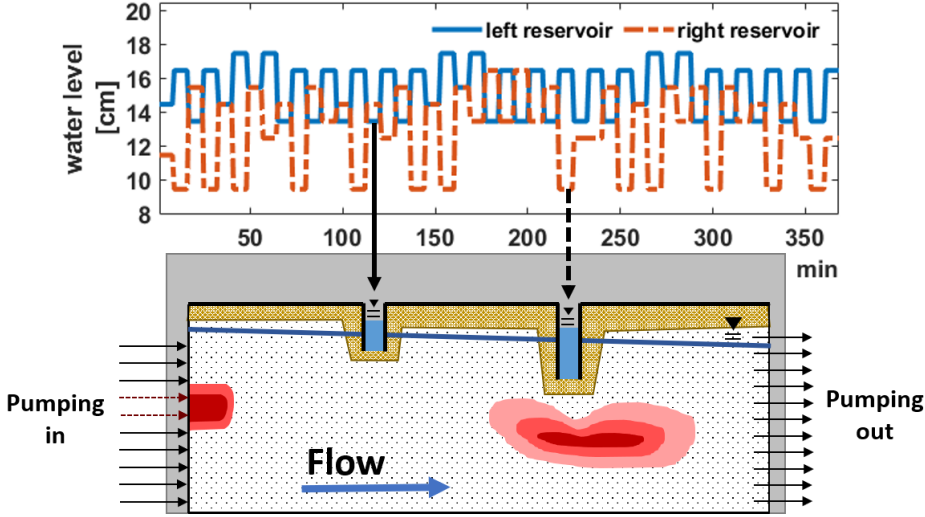 20
18
16
14
12
10
8
water level
[cm]
left reservoir
right reservoir
50
100
150
200
250
300
350
min
Pumping
in
Pumping
out
Flow